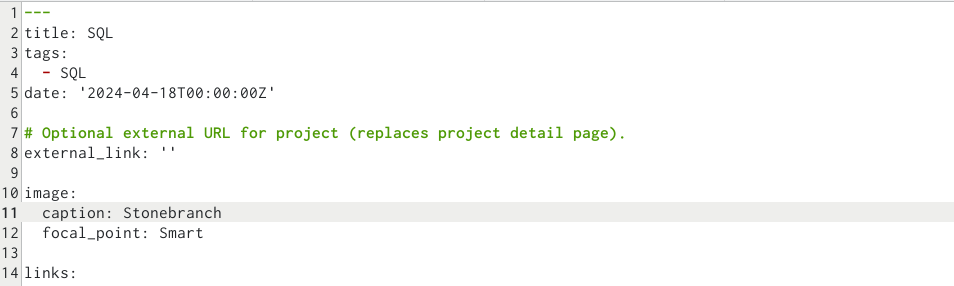 1 ---
2 title: SQL
3 tags:
4   - SQL
5 date: '2024-04-18T00:00:00Z'
6
7 # Optional external URL for project (replaces project detail page).
8 external_link: ''
9
10 image:
11   caption: Stonebranch
12   focal_point: Smart
13
14 links: